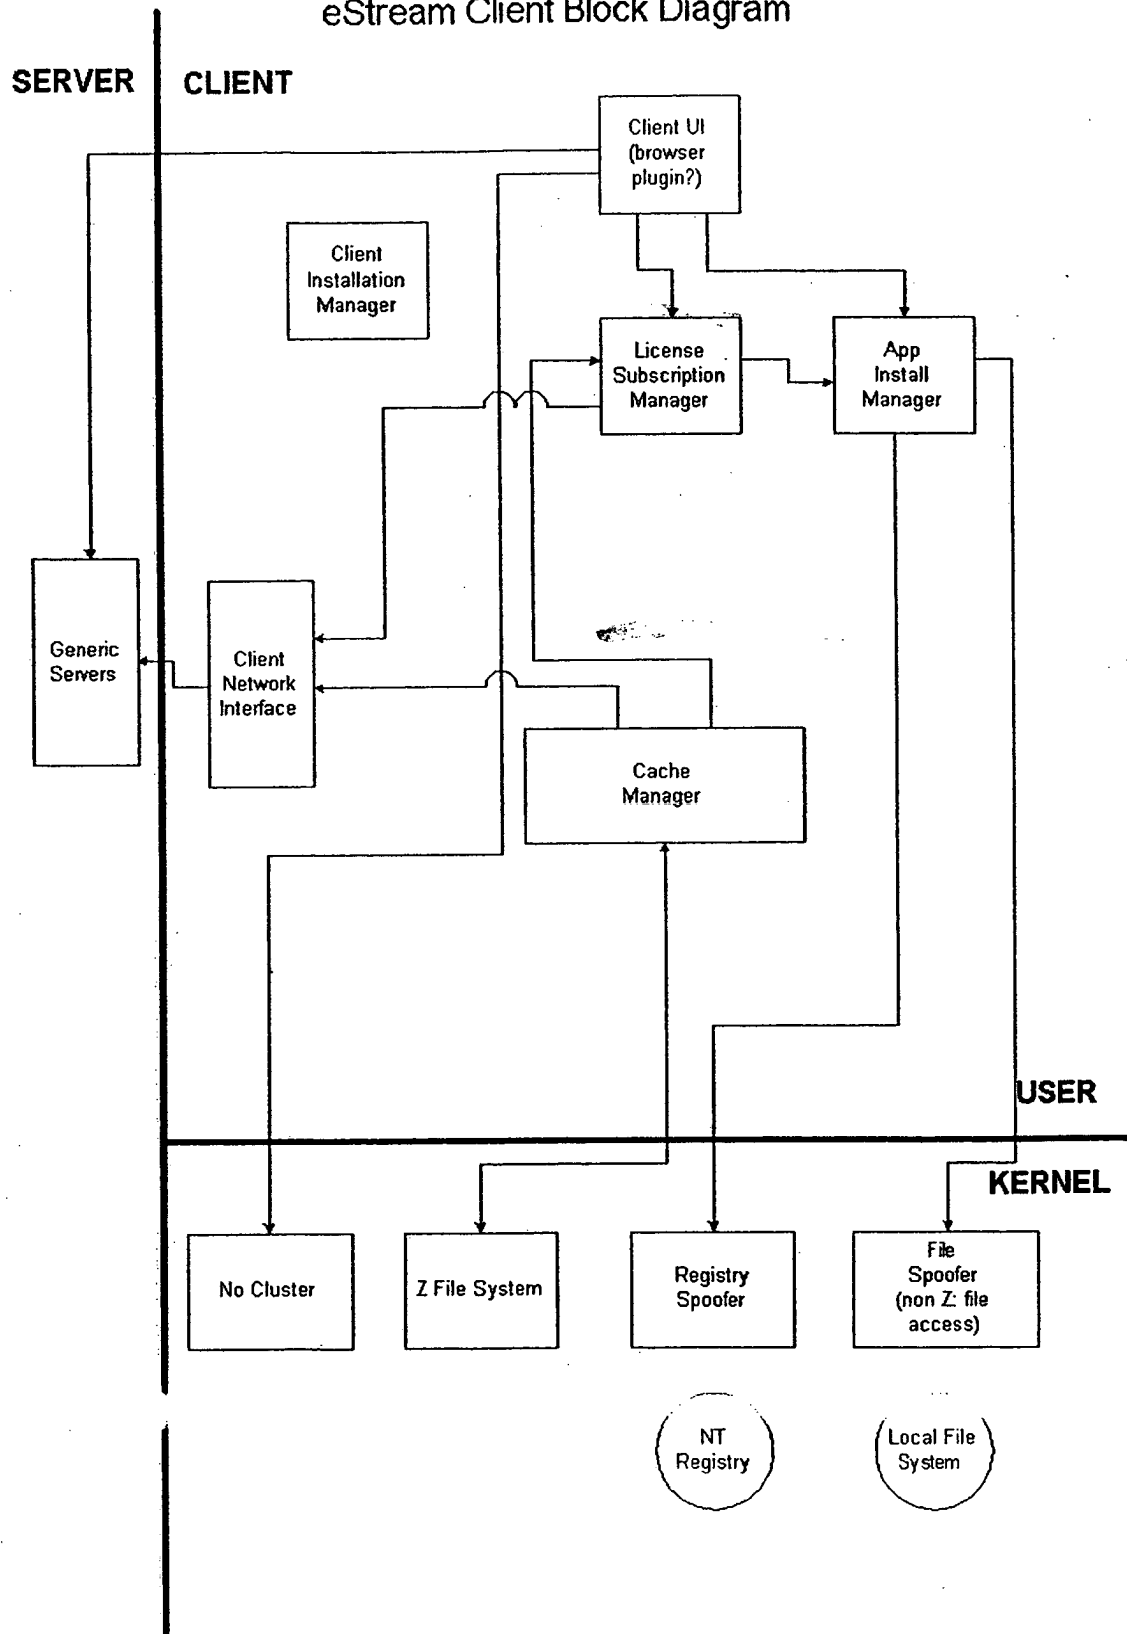 eStream Client Block Diagram
SERVER
CLIENT
Client UI
(browser
plugin?)
Client
Installation
Manager
License
Subscription
Manager
App
Install
Manager
Generic
Servers
Client
Network
Interface
Cache
Manager
USER
KERNEL
No Cluster
Z File System
Registry
Spoofer
File
Spoofer
(non Z: file
access)
NT
Registry
Local File
System